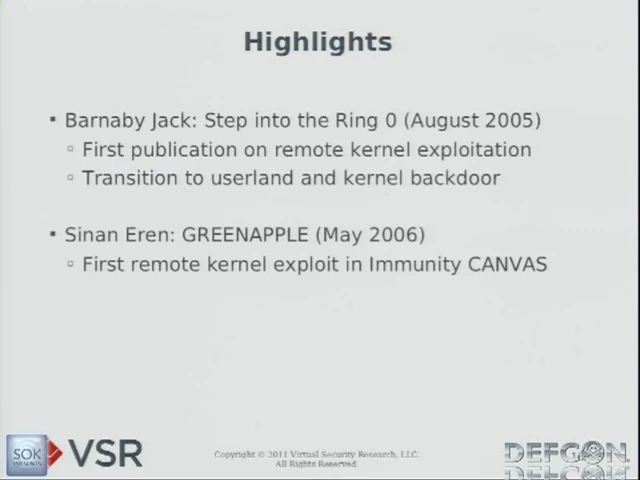 Highlights
▪ Barnaby Jack: Step into the Ring 0 (August 2005)
▫ First publication on remote kernel exploitation
▫ Transition to userland and kernel backdoor
▪ Sinan Eren: GREENAPPLE (May 2006)
▫ First remote kernel exploit in Immunity CANVAS
SOK
PRESENTS
VSR
Copyright © 2011 Virtual Security Research, LLC.
All Rights Reserved.
DEFCON